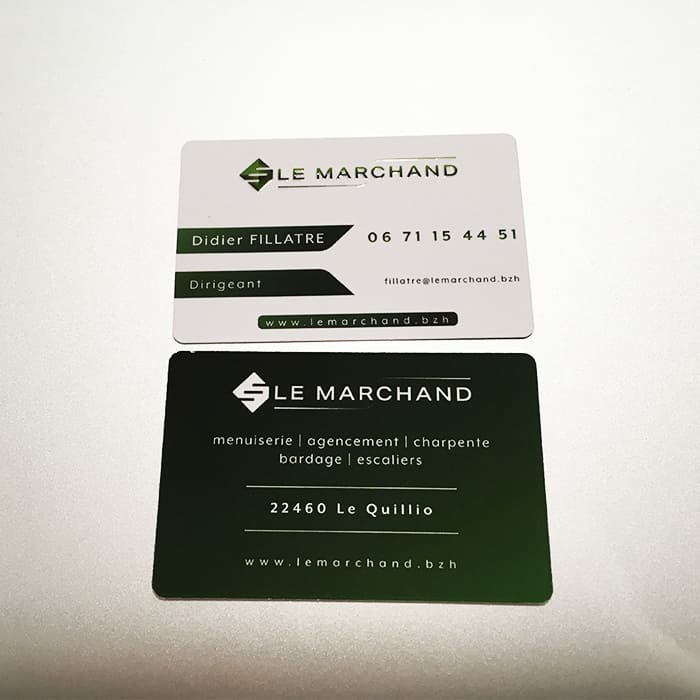 LE MARCHAND
Didier FILLATRE
06 71 15 44 51
Dirigeant
fillatre@lemarchand.bzh
www.lemarchand.bzh
LE MARCHAND
menuiserie | agencement | charpente
bardage | escaliers
22460 Le Quillio
www.lemarchand.bzh